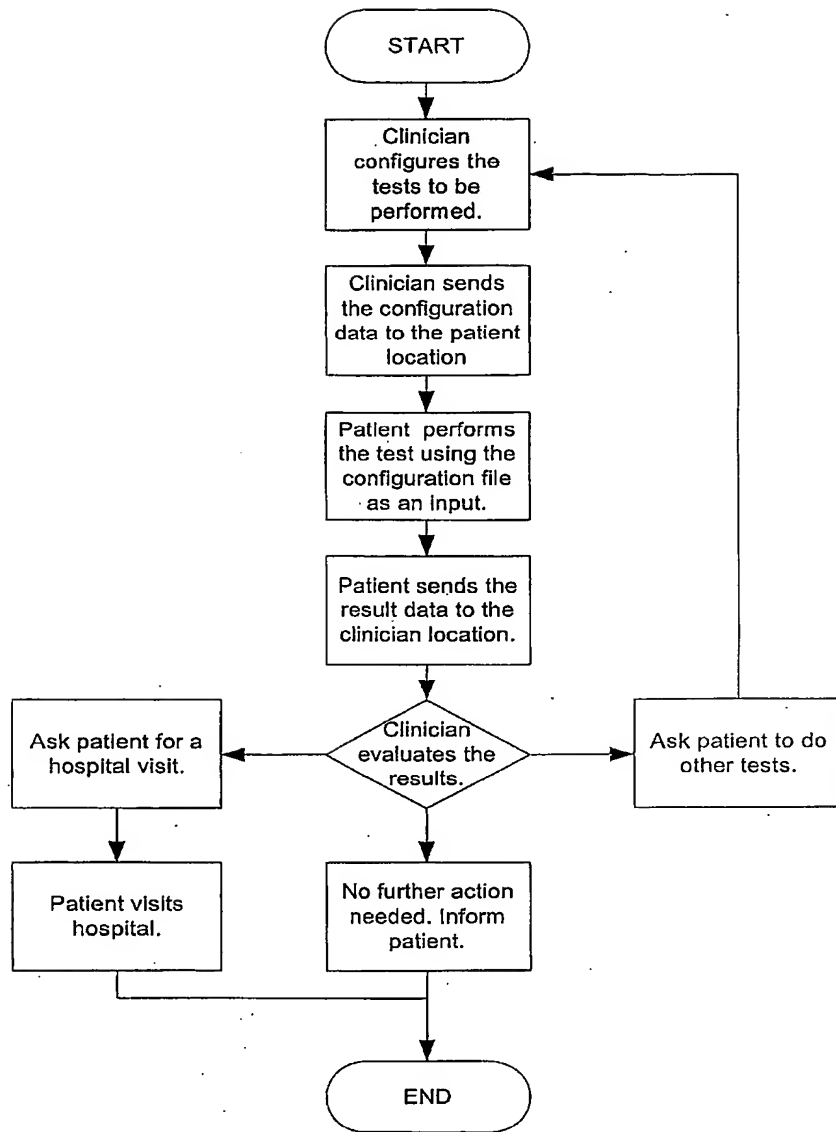 START
Clinician
configures the
tests to be
performed.
Clinician sends
the configuration
data to the patient
location
Patient performs
the test using the
configuration file
as an input.
Patient sends the
result data to the
clinician location.
Clinician
evaluates the
results.
Ask patient for a
hospital visit.
Ask patient to do
other tests.
Patient visits
hospital.
No further action
needed. Inform
patient.
END